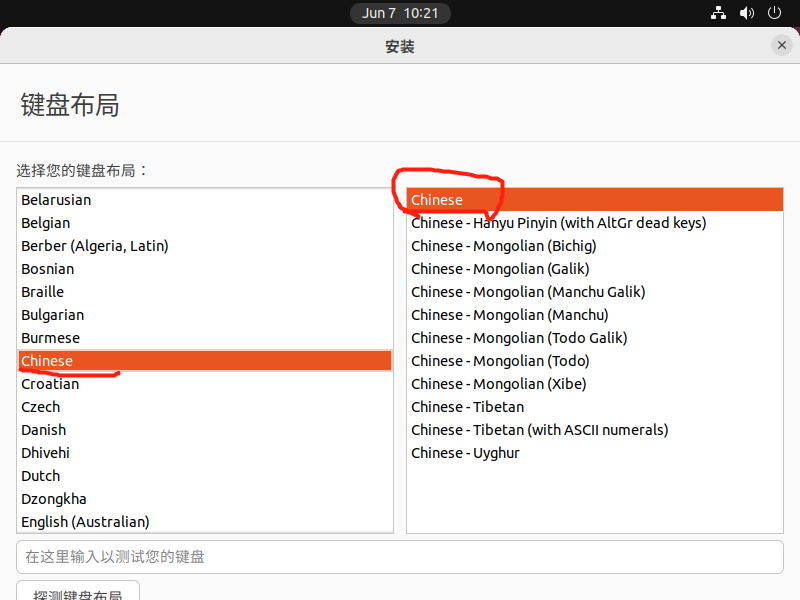 Jun 7 10:21
安装
键盘布局
选择您的键盘布局：
Belarusian
Belgian
Berber (Algeria, Latin)
Bosnian
Braille
Bulgarian
Burmese
Chinese
Croatian
Czech
Danish
Dhivehi
Dutch
Dzongkha
English (Australian)
Chinese
Chinese - Hanyu Pinyin (with AltGr dead keys)
Chinese - Mongolian (Bichig)
Chinese - Mongolian (Galik)
Chinese - Mongolian (Manchu Galik)
Chinese - Mongolian (Manchu)
Chinese - Mongolian (Todo Galik)
Chinese - Mongolian (Todo)
Chinese - Mongolian (Xibe)
Chinese - Tibetan
Chinese - Tibetan (with ASCII numerals)
Chinese - Uyghur
在这里输入以测试您的键盘
探测键盘布局